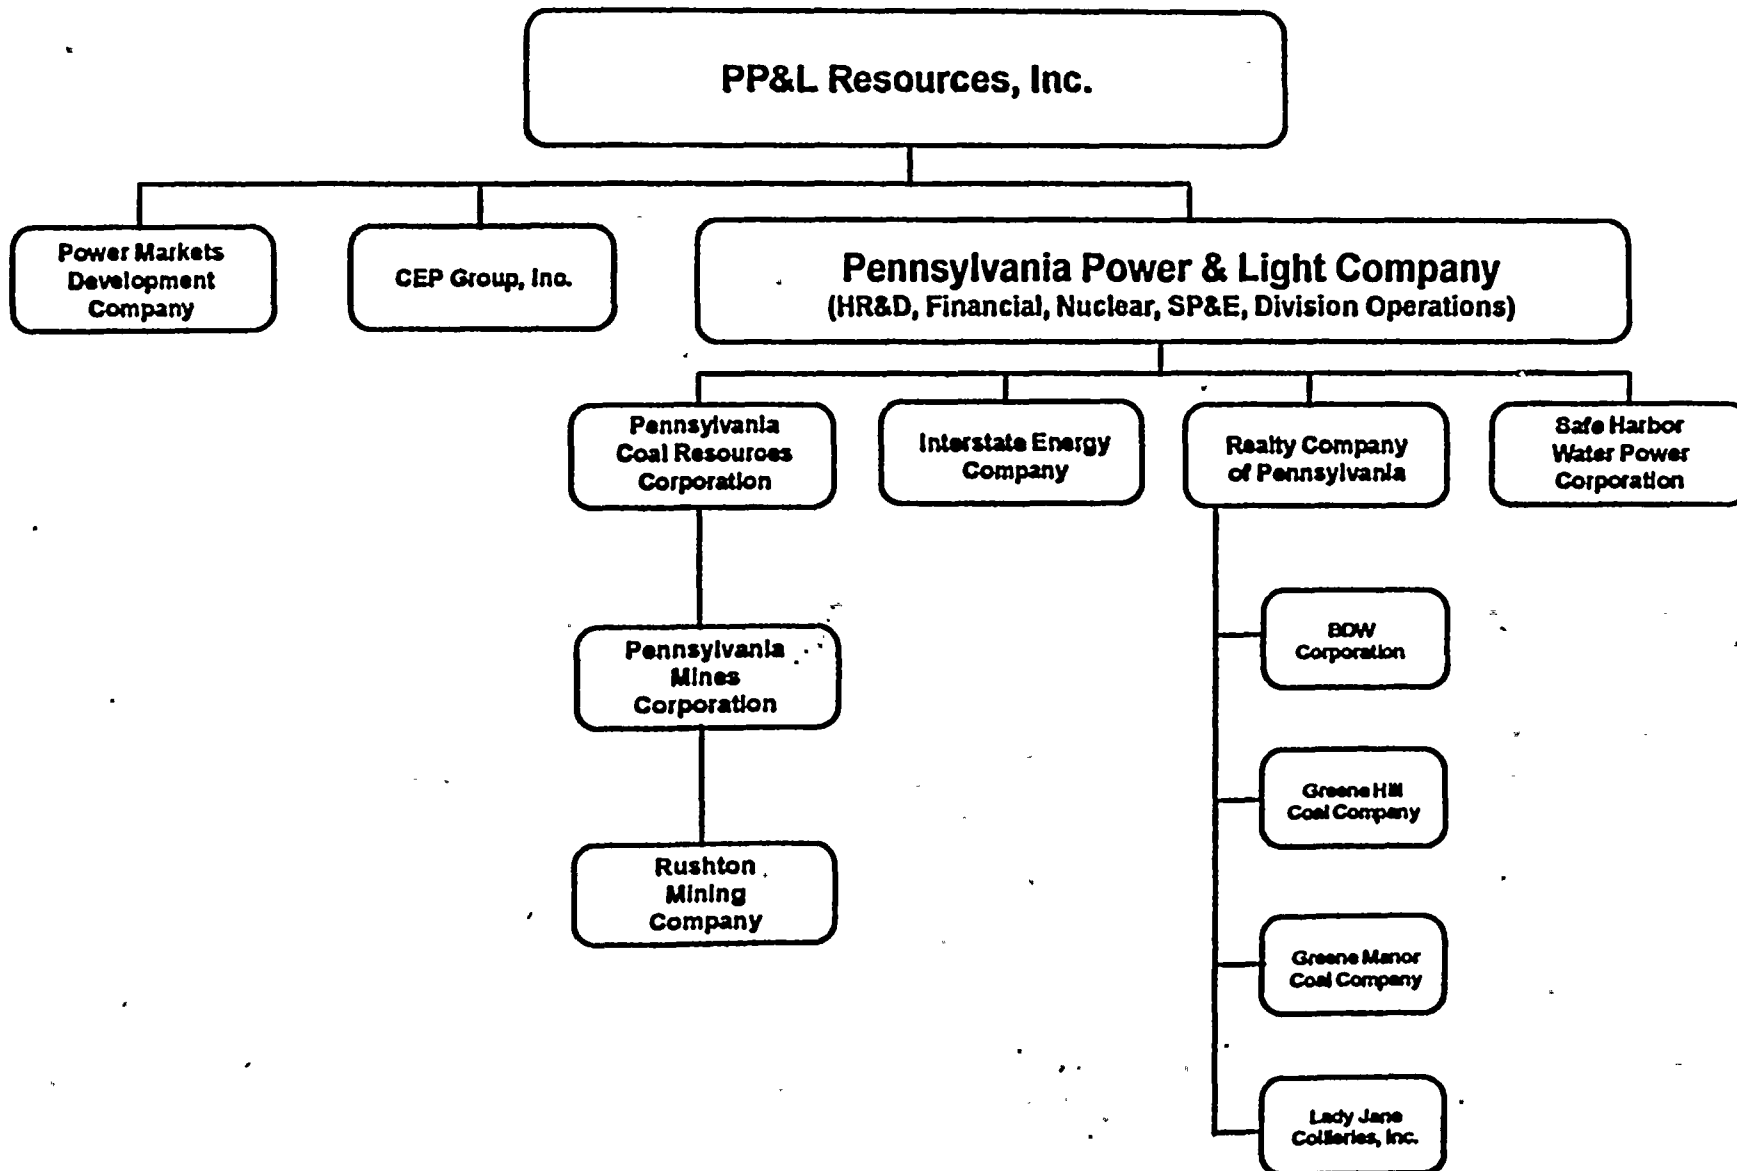 PP&L Resources, Inc.
Power Markets
Development
Company
CEP Group, Inc.
Pennsylvania Power & Light Company
(HR&D, Financial, Nuclear, SP&E, Division Operations)
Pennsylvania
Coal Resources
Corporation
Interstate Energy
Company
Realty Company
of Pennsylvania
Safe Harbor
Water Power
Corporation
Pennsylvania
Mines
Corporation
Rushton
Mining
Company
BDW
Corporation
Greene Hill
Coal Company
Greene Manor
Coal Company
Lady Jane
Collieries, Inc.